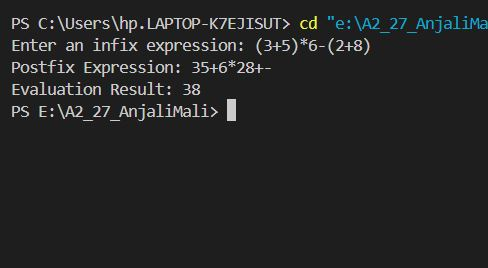 PS C:\Users\hp.LAPTOP-K7EJISUT> cd "e:\A2_27_AnjaliMa
Enter an infix expression: (3+5)*6-(2+8)
Postfix Expression: 35+6*28+-
Evaluation Result: 38
PS E:\A2_27_AnjaliMali>